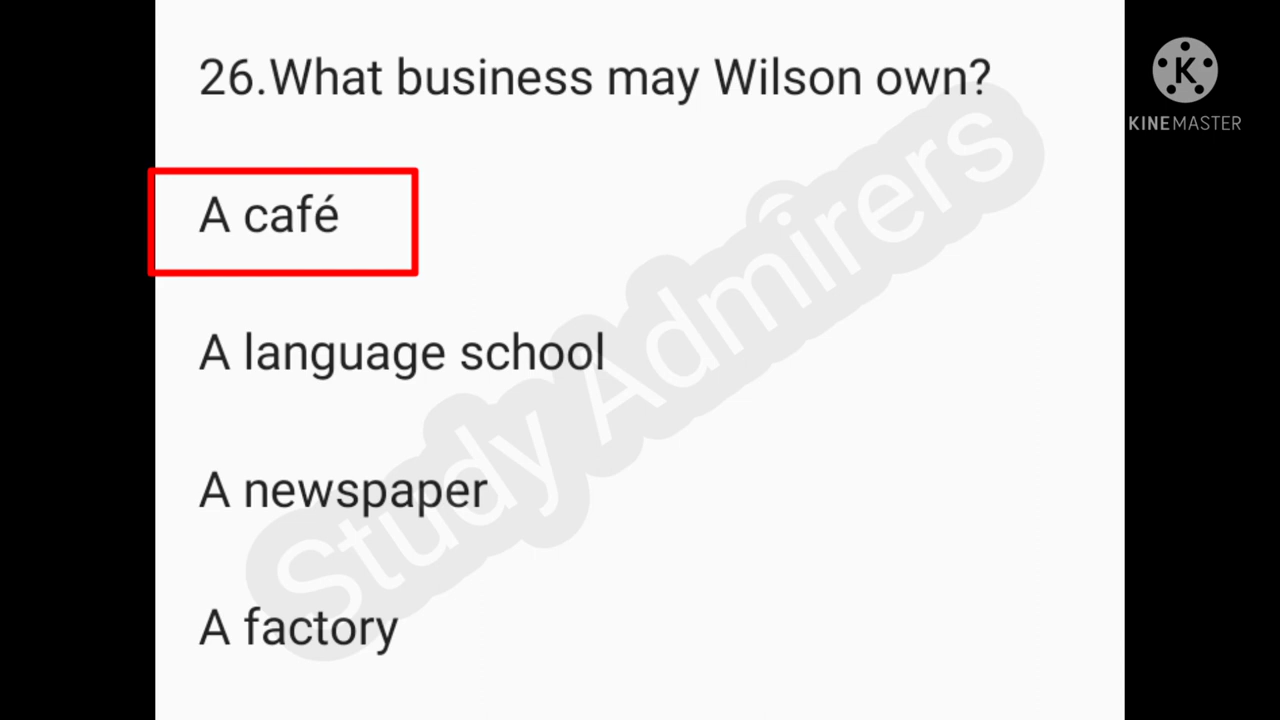 26.What business may Wilson own?
KINEMASTER
A café
A language school
A newspaper
A factory
Study Admirers